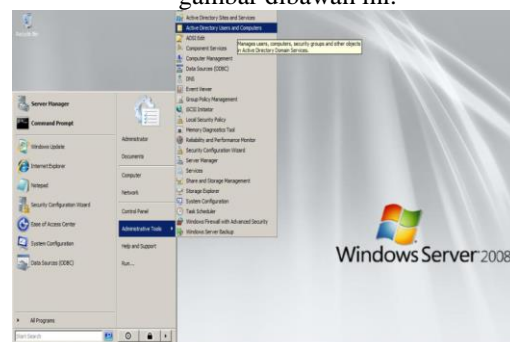 gambar dibawah ini:
Recycle Bin
Active Directory Sites and Services
Active Directory Users and Computers
ADSI Edit
Manages users, computers, security groups and other objects
in Active Directory Domain Services.
Component Services
Computer Management
Data Sources (ODBC)
DNS
Event Viewer
Group Policy Management
iSCSI Initiator
Local Security Policy
Memory Diagnostics Tool
Reliability and Performance Monitor
Security Configuration Wizard
Server Manager
Services
Share and Storage Management
Storage Explorer
System Configuration
Task Scheduler
Windows Firewall with Advanced Security
Windows Server Backup
Server Manager
Command Prompt
Windows Update
Internet Explorer
Notepad
Security Configuration Wizard
Ease of Access Center
System Configuration
Data Sources (ODBC)
All Programs
Start Search
Administrator
Documents
Computer
Network
Control Panel
Administrative Tools
Help and Support
Run...
Windows Server 2008